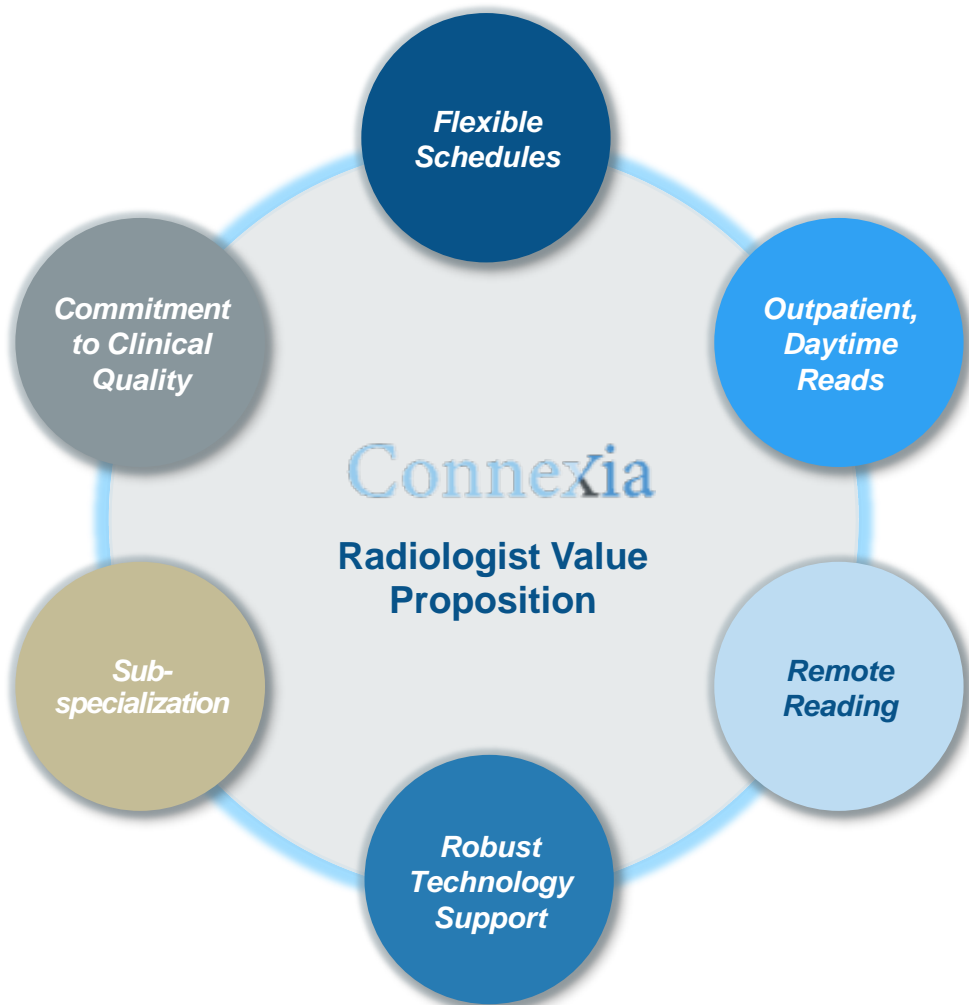 Flexible
Schedules
Outpatient,
Daytime
Reads
Remote
Reading
Robust
Technology
Support
Sub-
specialization
Commitment
to Clinical
Quality
Connexia
Radiologist Value
Proposition